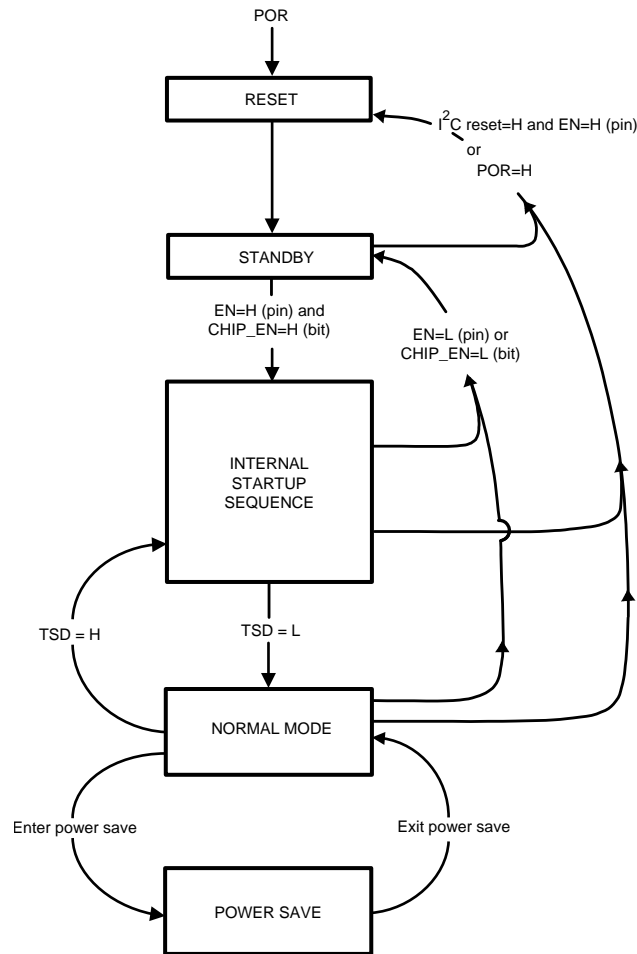 POR
RESET
I²C reset=H and EN=H (pin)
or
POR=H
STANDBY
EN=H (pin) and
CHIP_EN=H (bit)
EN=L (pin) or
CHIP_EN=L (bit)
INTERNAL
STARTUP
SEQUENCE
TSD = H
TSD = L
NORMAL MODE
Enter power save
Exit power save
POWER SAVE